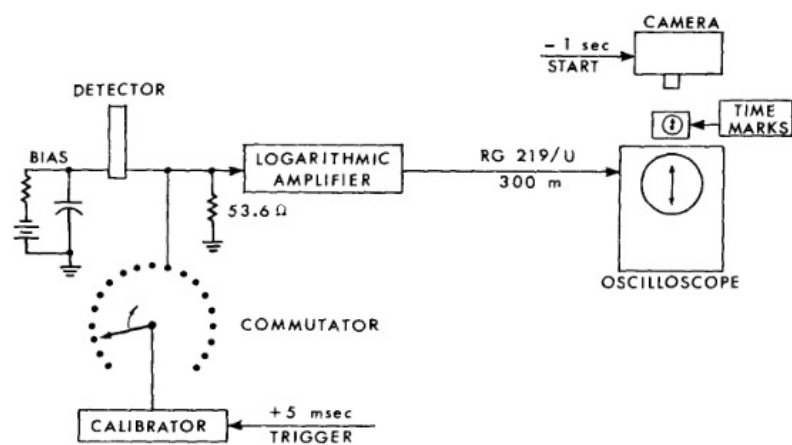 CAMERA
– 1 sec
START
DETECTOR
TIME
MARKS
BIAS
LOGARITHMIC
AMPLIFIER
RG 219/U
300 m
53.6 Ω
OSCILLOSCOPE
COMMUTATOR
CALIBRATOR
+5 msec
TRIGGER